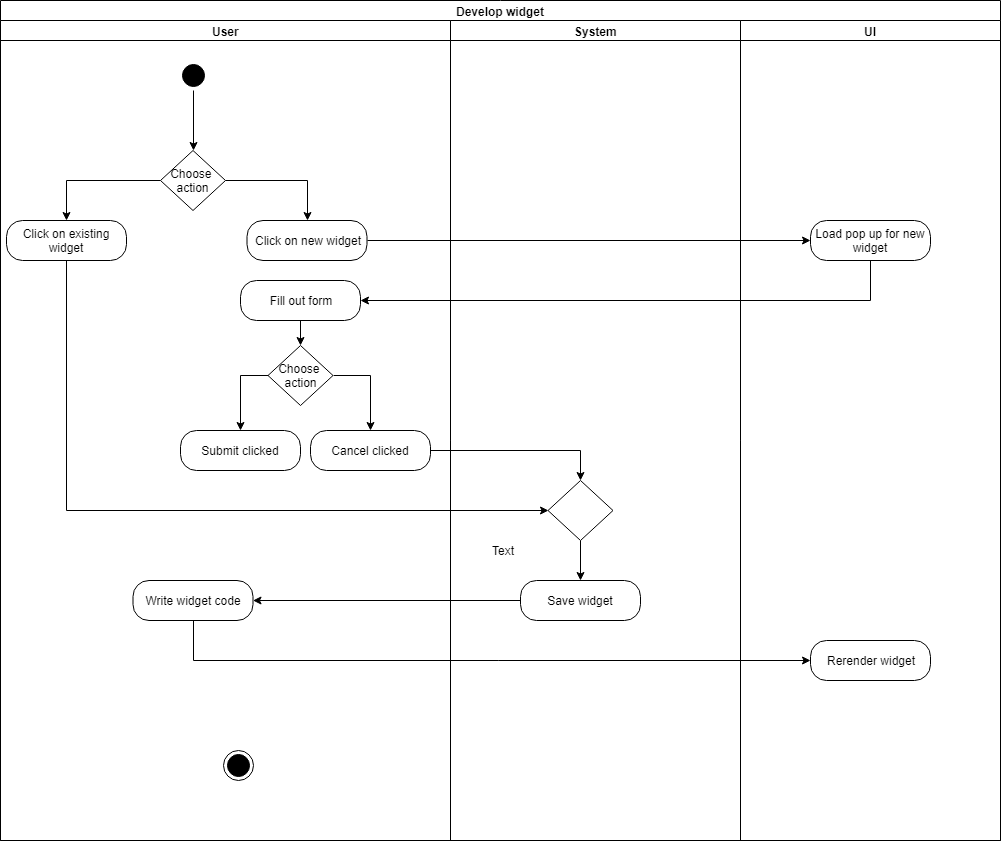 Develop widget
User
System
UI
Choose
action
Click on existing
widget
Click on new widget
Load pop up for new
widget
Fill out form
Choose
action
Submit clicked
Cancel clicked
Text
Write widget code
Save widget
Rerender widget